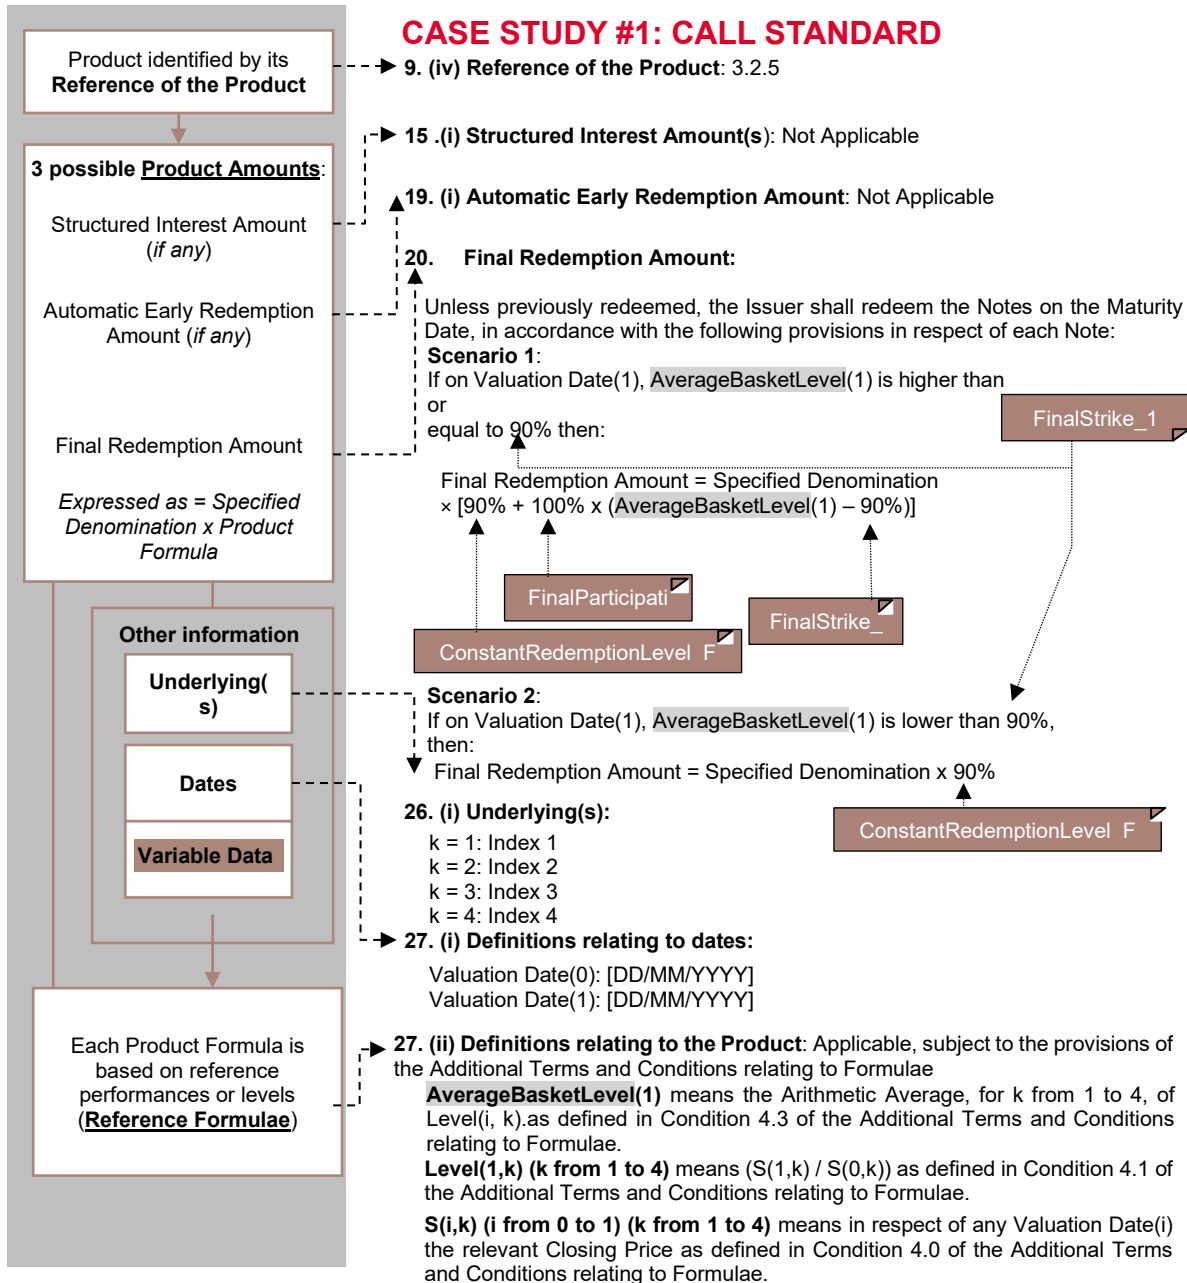 CASE STUDY #1: CALL STANDARD
Product identified by its
Reference of the Product
9. (iv) Reference of the Product: 3.2.5
15 .(i) Structured Interest Amount(s): Not Applicable
3 possible Product Amounts:
19. (i) Automatic Early Redemption Amount: Not Applicable
Structured Interest Amount
(if any)
20. Final Redemption Amount:
Automatic Early Redemption
Amount (if any)
Unless previously redeemed, the Issuer shall redeem the Notes on the Maturity
Date, in accordance with the following provisions in respect of each Note:
Scenario 1:
If on Valuation Date(1), AverageBasketLevel(1) is higher than
or
equal to 90% then:
FinalStrike_1
Final Redemption Amount
Expressed as = Specified
Denomination x Product
Formula
Final Redemption Amount = Specified Denomination
× [90% + 100% x (AverageBasketLevel(1) – 90%)]
FinalParticipati
FinalStrike_
ConstantRedemptionLevel F
Other information
Underlying(
s)
Scenario 2:
If on Valuation Date(1), AverageBasketLevel(1) is lower than 90%,
then:
Final Redemption Amount = Specified Denomination x 90%
ConstantRedemptionLevel F
Dates
Variable Data
26. (i) Underlying(s):
k = 1: Index 1
k = 2: Index 2
k = 3: Index 3
k = 4: Index 4
27. (i) Definitions relating to dates:
Valuation Date(0): [DD/MM/YYYY]
Valuation Date(1): [DD/MM/YYYY]
Each Product Formula is
based on reference
performances or levels
(Reference Formulae)
27. (ii) Definitions relating to the Product: Applicable, subject to the provisions of
the Additional Terms and Conditions relating to Formulae
AverageBasketLevel(1) means the Arithmetic Average, for k from 1 to 4, of
Level(i, k).as defined in Condition 4.3 of the Additional Terms and Conditions
relating to Formulae.
Level(1,k) (k from 1 to 4) means (S(1,k) / S(0,k)) as defined in Condition 4.1 of
the Additional Terms and Conditions relating to Formulae.
S(i,k) (i from 0 to 1) (k from 1 to 4) means in respect of any Valuation Date(i)
the relevant Closing Price as defined in Condition 4.0 of the Additional Terms
and Conditions relating to Formulae.